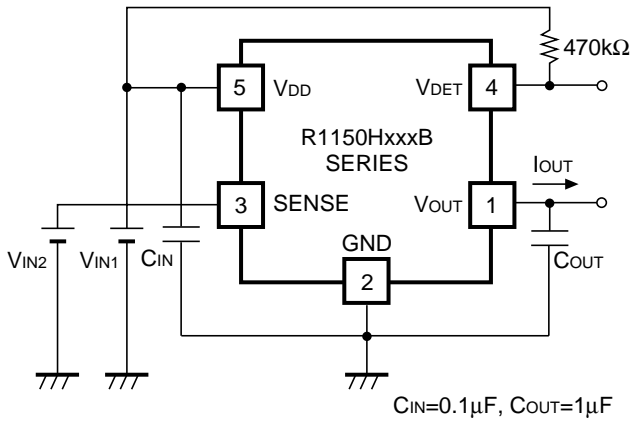 470kΩ
5
VDD
VDET
4
R1150HxxxB
SERIES
IOUT
3
SENSE
VOUT
1
GND
2
VIN2
VIN1
CIN
COUT
CIN=0.1µF, COUT=1µF